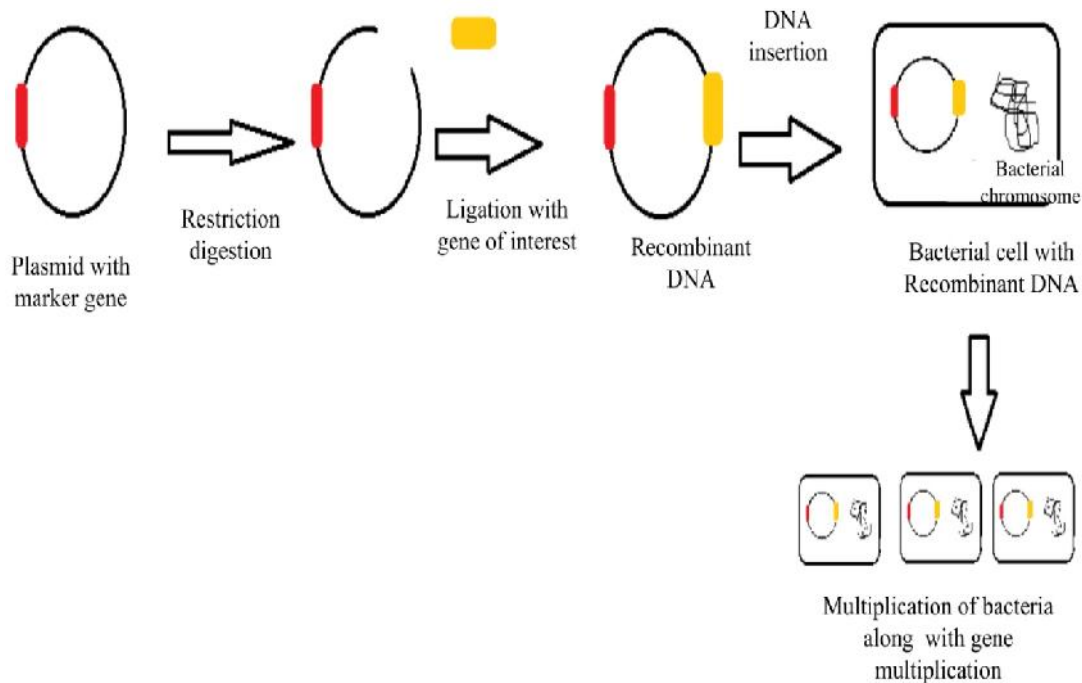 Plasmid with
marker gene
Restriction
digestion
Ligation with
gene of interest
Recombinant
DNA
DNA
insertion
Bacterial
chromosome
Bacterial cell with
Recombinant DNA
Multiplication of bacteria
along with gene
multiplication